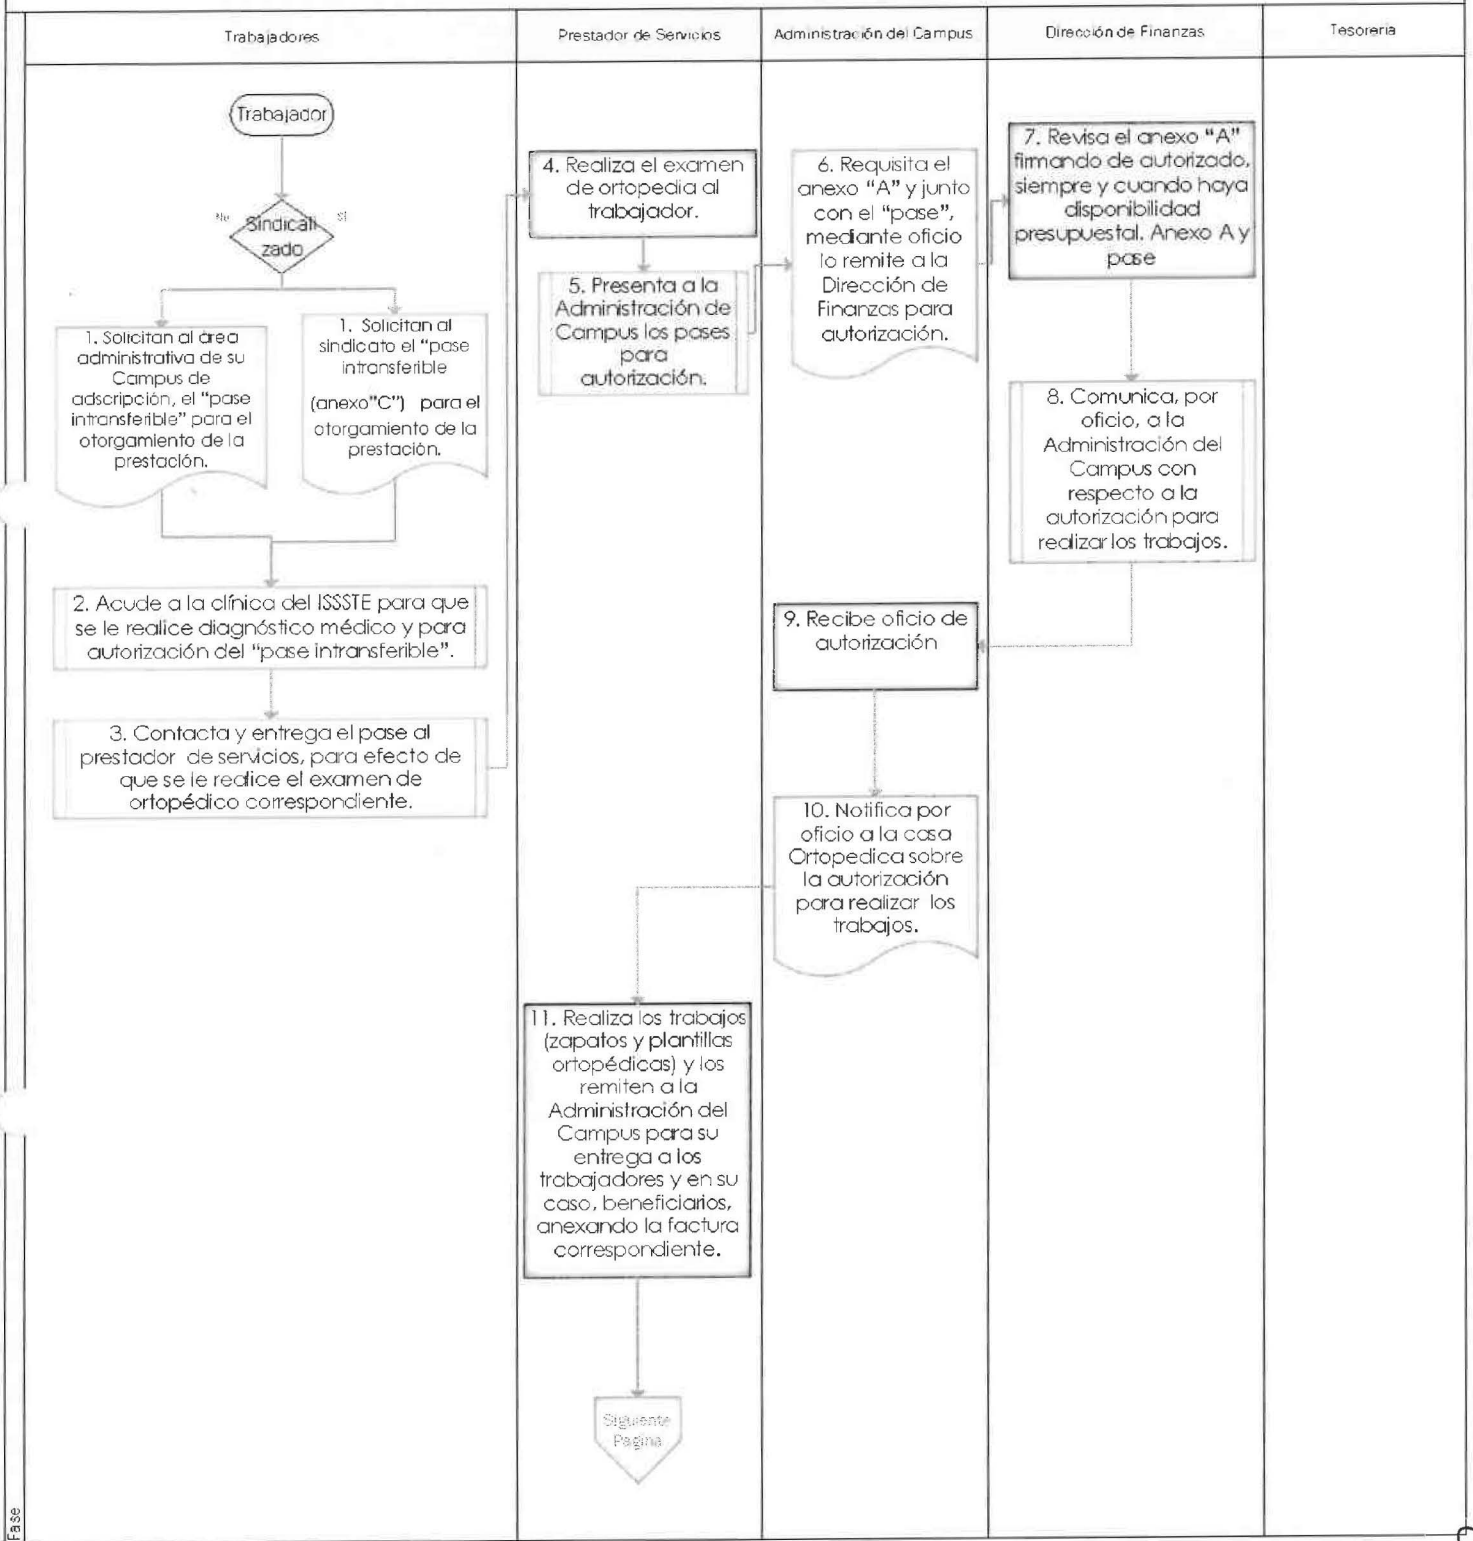 Trabajadores
Prestador de Servicios
Administración del Campus
Dirección de Finanzas
Tesorería
Trabajador
No
Sindicali
zado
Sí
1. Solicitan al área
administrativa de su
Campus de
adscripción, el "pase
intransferible" para el
otorgamiento de la
prestación.
1. Solicitan al
sindicato el "pase
intransferible
(anexo"C") para el
otorgamiento de la
prestación.
2. Acude a la clínica del ISSSTE para que
se le realice diagnóstico médico y para
autorización del "pase intransferible".
3. Contacta y entrega el pase al
prestador de servicios, para efecto de
que se le realice el examen de
ortopédico correspondiente.
4. Realiza el examen
de ortopedia al
trabajador.
5. Presenta a la
Administración de
Campus los pases
para
autorización.
6. Requisita el
anexo "A" y junto
con el "pase",
mediante oficio
lo remite a la
Dirección de
Finanzas para
autorización.
7. Revisa el anexo "A"
firmando de autorizado,
siempre y cuando haya
disponibilidad
presupuestal. Anexo A y
pase
8. Comunica, por
oficio, a la
Administración del
Campus con
respecto a la
autorización para
realizar los trabajos.
9. Recibe oficio de
autorización
10. Notifica por
oficio a la casa
Ortopedica sobre
la autorización
para realizar los
trabajos.
11. Realiza los trabajos
(zapatos y plantillas
ortopédicas) y los
remiten a la
Administración del
Campus para su
entrega a los
trabajadores y en su
caso, beneficiarios,
anexando la factura
correspondiente.
Siguiente
Pagina
Fase